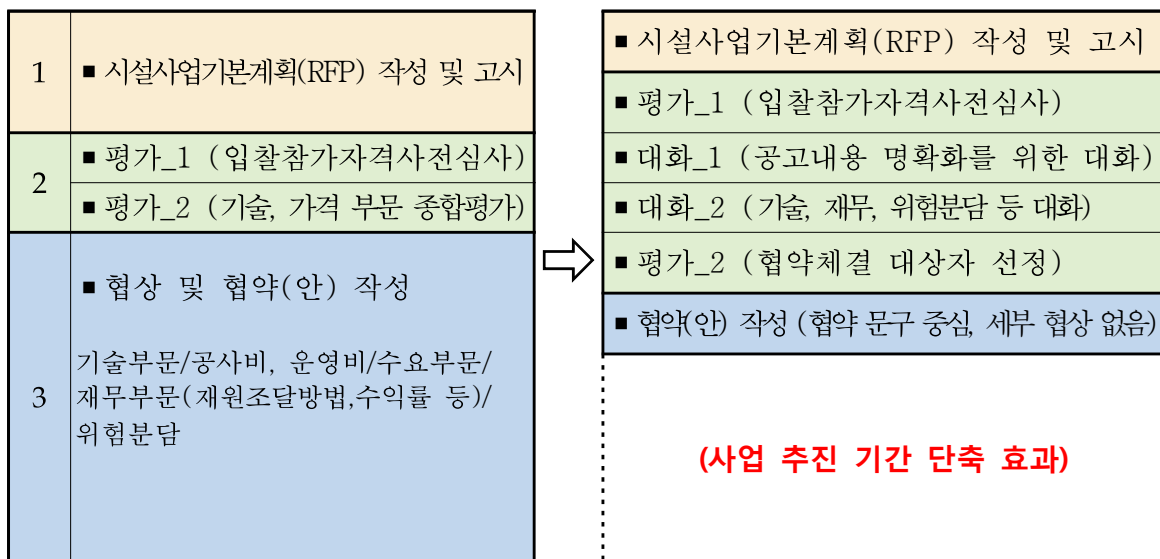 1
■ 시설사업기본계획(RFP) 작성 및 고시
2
■ 평가_1 (입찰참가자격사전심사)
■ 평가_2 (기술, 가격 부문 종합평가)
3
■ 협상 및 협약(안) 작성
기술부문/공사비, 운영비/수요부문/
재무부문(재원조달방법,수익률 등)/
위험분담
■ 시설사업기본계획(RFP) 작성 및 고시
■ 평가_1 (입찰참가자격사전심사)
■ 대화_1 (공고내용 명확화를 위한 대화)
■ 대화_2 (기술, 재무, 위험분담 등 대화)
■ 평가_2 (협약체결 대상자 선정)
■ 협약(안) 작성 (협약 문구 중심, 세부 협상 없음)
(사업 추진 기간 단축 효과)